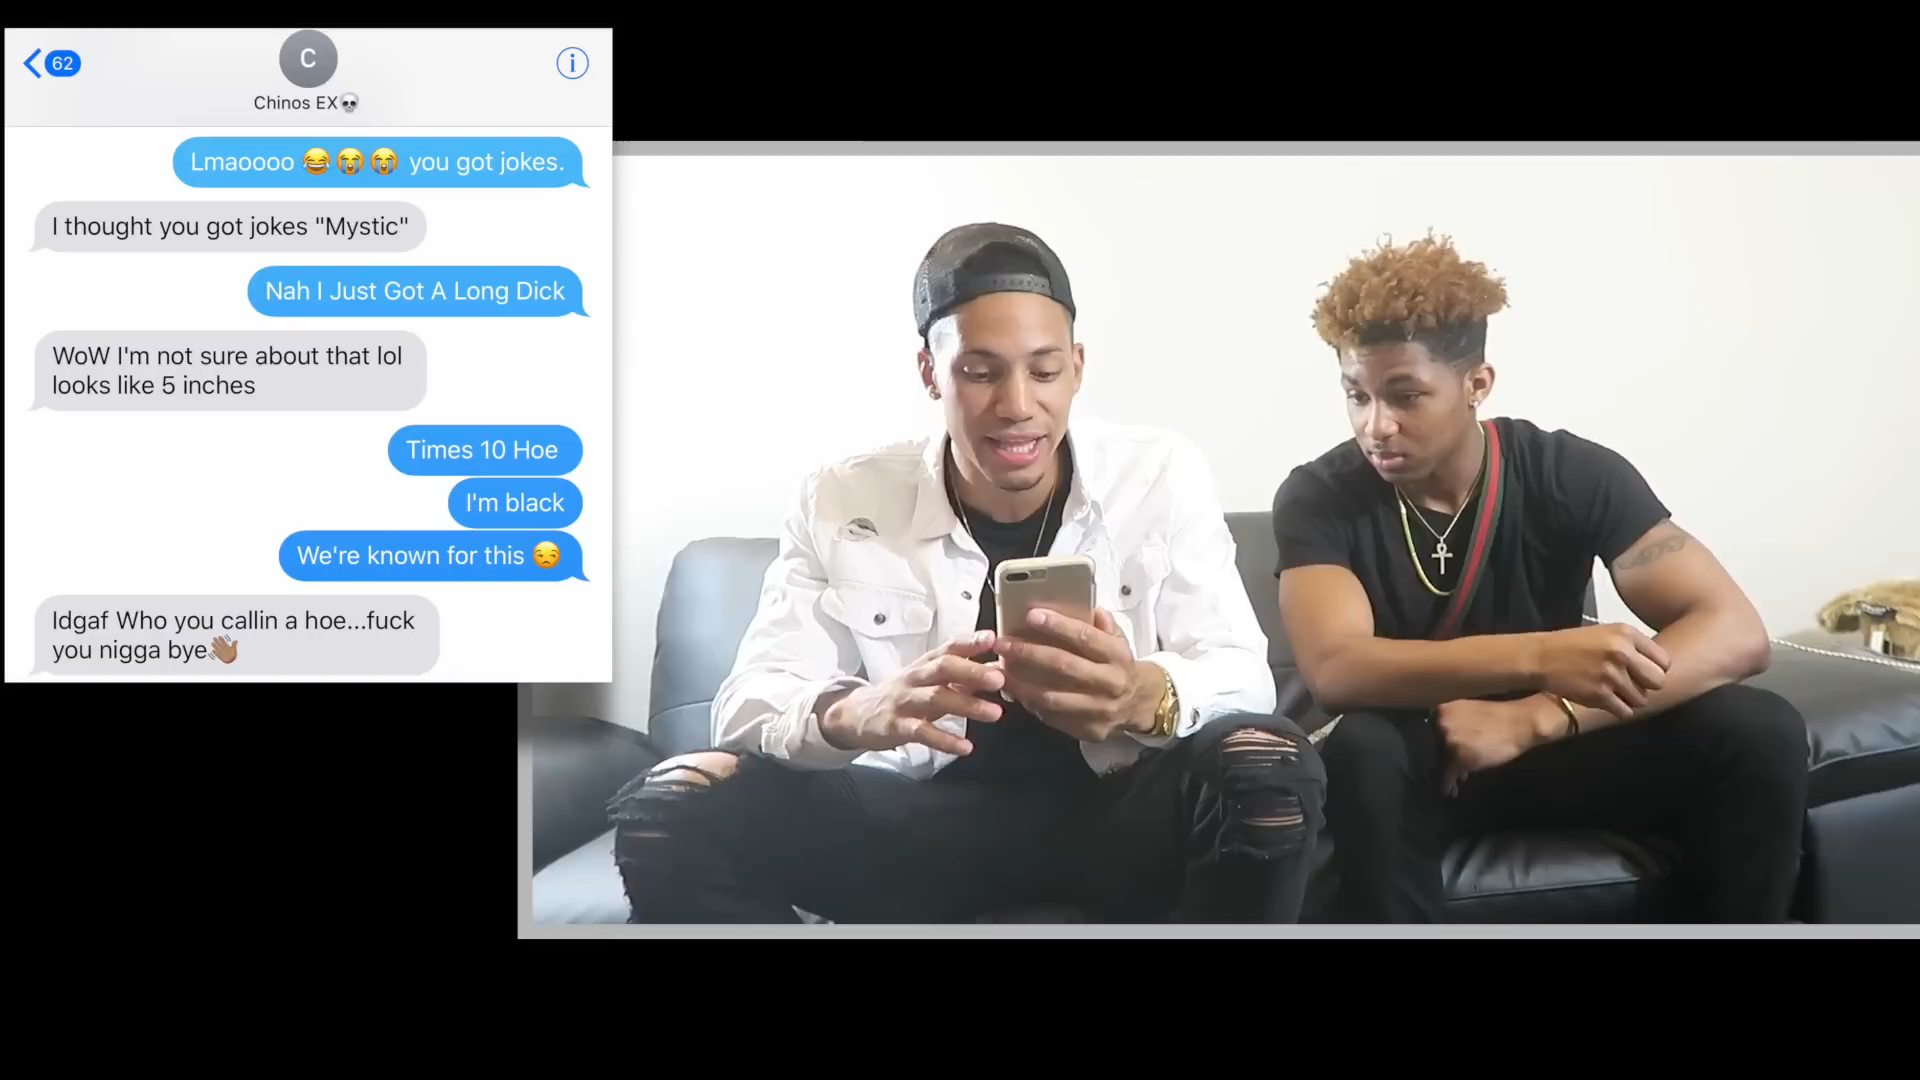 62
C
Chinos EX💀
Lmaoooo 😂😭😭 you got jokes.
I thought you got jokes "Mystic"
Nah I Just Got A Long Dick
WoW I'm not sure about that lol
looks like 5 inches
Times 10 Hoe
I'm black
We're known for this 😒
Idgaf Who you callin a hoe...fuck
you nigga bye👋🏽